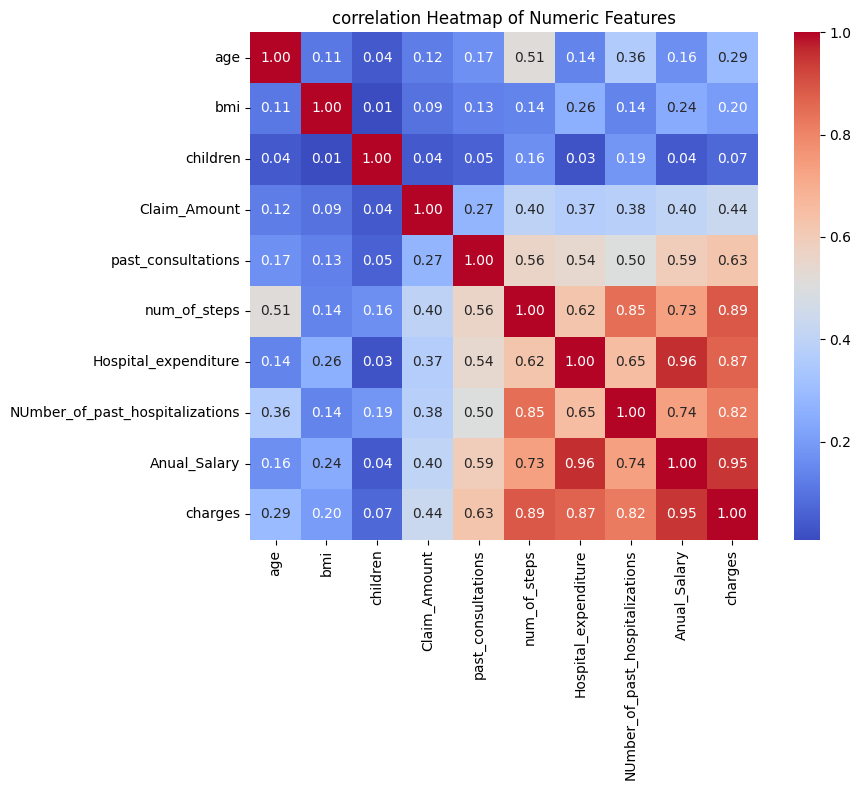 correlation Heatmap of Numeric Features
age 1.00 0.11 0.04 0.12 0.17 0.51 0.14 0.36 0.16 0.29
bmi 0.11 1.00 0.01 0.09 0.13 0.14 0.26 0.14 0.24 0.20
children 0.04 0.01 1.00 0.04 0.05 0.16 0.03 0.19 0.04 0.07
Claim_Amount 0.12 0.09 0.04 1.00 0.27 0.40 0.37 0.38 0.40 0.44
past_consultations 0.17 0.13 0.05 0.27 1.00 0.56 0.54 0.50 0.59 0.63
num_of_steps 0.51 0.14 0.16 0.40 0.56 1.00 0.62 0.85 0.73 0.89
Hospital_expenditure 0.14 0.26 0.03 0.37 0.54 0.62 1.00 0.65 0.96 0.87
NUmber_of_past_hospitalizations 0.36 0.14 0.19 0.38 0.50 0.85 0.65 1.00 0.74 0.82
Anual_Salary 0.16 0.24 0.04 0.40 0.59 0.73 0.96 0.74 1.00 0.95
charges 0.29 0.20 0.07 0.44 0.63 0.89 0.87 0.82 0.95 1.00
age
bmi
children
Claim_Amount
past_consultations
num_of_steps
Hospital_expenditure
NUmber_of_past_hospitalizations
Anual_Salary
charges
1.0
0.8
0.6
0.4
0.2